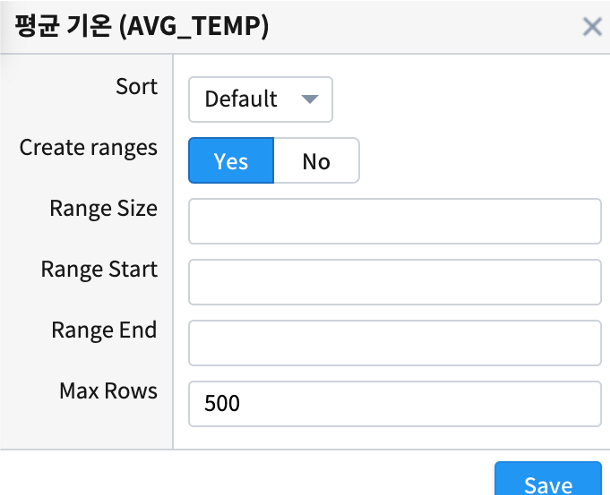 평균 기온 (AVG_TEMP)
Sort
Default
Create ranges
Yes No
Range Size
Range Start
Range End
Max Rows
500
Save